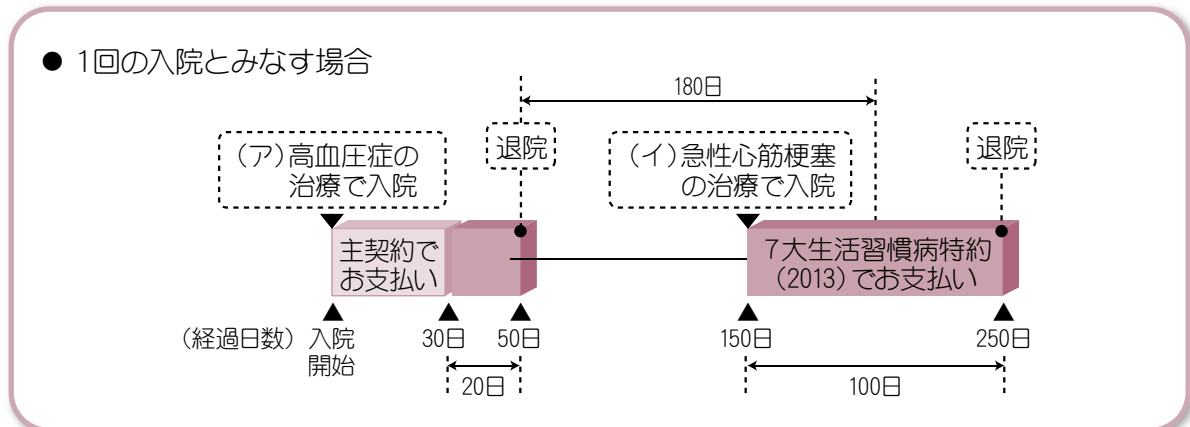 ● 1回の入院とみなす場合
180日
(ア)高血圧症の
治療で入院
退院
(イ)急性心筋梗塞
の治療で入院
退院
主契約で
お支払い
7大生活習慣病特約
(2013)でお支払い
(経過日数) 入院
開始
30日
50日
150日
250日
20日
100日